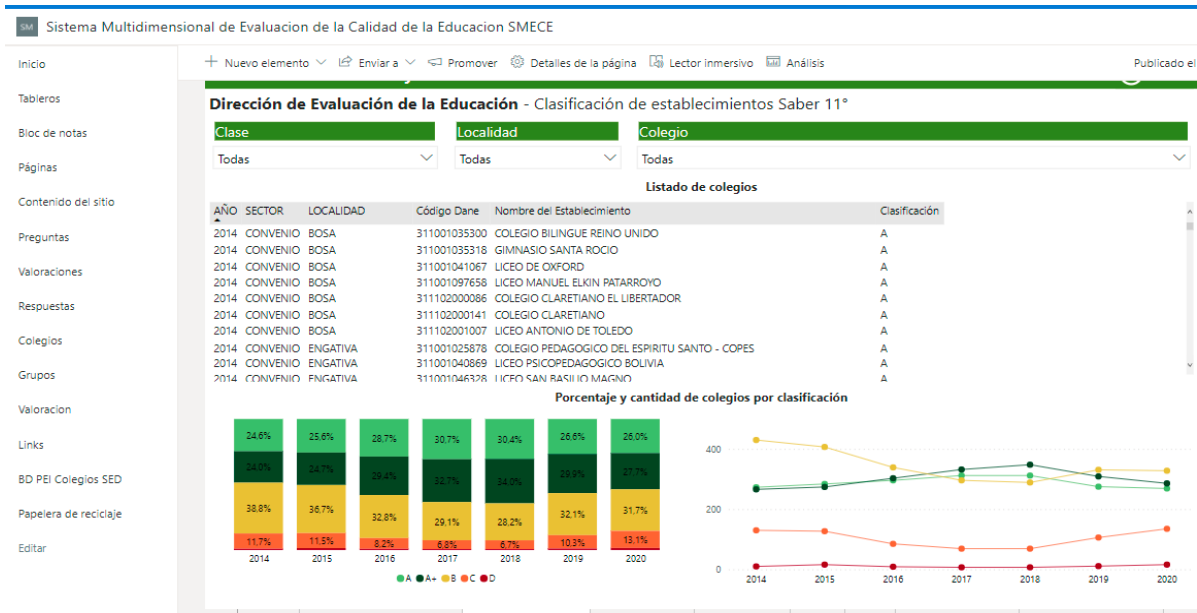 SM Sistema Multidimensional de Evaluacion de la Calidad de la Educacion SMECE
Inicio
Tableros
Bloc de notas
Páginas
Contenido del sitio
Preguntas
Valoraciones
Respuestas
Colegios
Grupos
Valoracion
Links
BD PEI Colegios SED
Papelera de reciclaje
Editar
Nuevo elemento Enviar a Promover Detalles de la página Lector inmersivo Análisis Publicado el
Dirección de Evaluación de la Educación - Clasificación de establecimientos Saber 11°
Clase Localidad Colegio
Todas Todas Todas
Listado de colegios
AÑO SECTOR LOCALIDAD Código Dane Nombre del Establecimiento Clasificación
2014 CONVENIO BOSA 311001035300 COLEGIO BILINGUE REINO UNIDO A
2014 CONVENIO BOSA 311001035318 GIMNASIO SANTA ROCIO A
2014 CONVENIO BOSA 311001041067 LICEO DE OXFORD A
2014 CONVENIO BOSA 311001097658 LICEO MANUEL ELKIN PATARROYO A
2014 CONVENIO BOSA 311102000086 COLEGIO CLARETIANO EL LIBERTADOR A
2014 CONVENIO BOSA 311102000141 COLEGIO CLARETIANO A
2014 CONVENIO BOSA 311102001007 LICEO ANTONIO DE TOLEDO A
2014 CONVENIO ENGATIVA 311001025878 COLEGIO PEDAGOGICO DEL ESPIRITU SANTO - COPES A
2014 CONVENIO ENGATIVA 311001040869 LICEO PSICOPEDAGOGICO BOLIVIA A
2014 CONVENIO ENGATIVA 311001046328 LICEO SAN BASILIO MAGNO A
Porcentaje y cantidad de colegios por clasificación
24,6% 25,6% 28,7% 30,7% 30,4% 26,6% 26,0%
24,0% 24,7% 29,4% 32,7% 34,0% 29,9% 27,7%
38,8% 36,7% 32,8% 29,1% 28,2% 32,1% 31,7%
11,7% 11,5% 8,2% 6,8% 6,7% 10,3% 13,1%
2014 2015 2016 2017 2018 2019 2020
A A+ B C D
400
200
0
2014 2015 2016 2017 2018 2019 2020